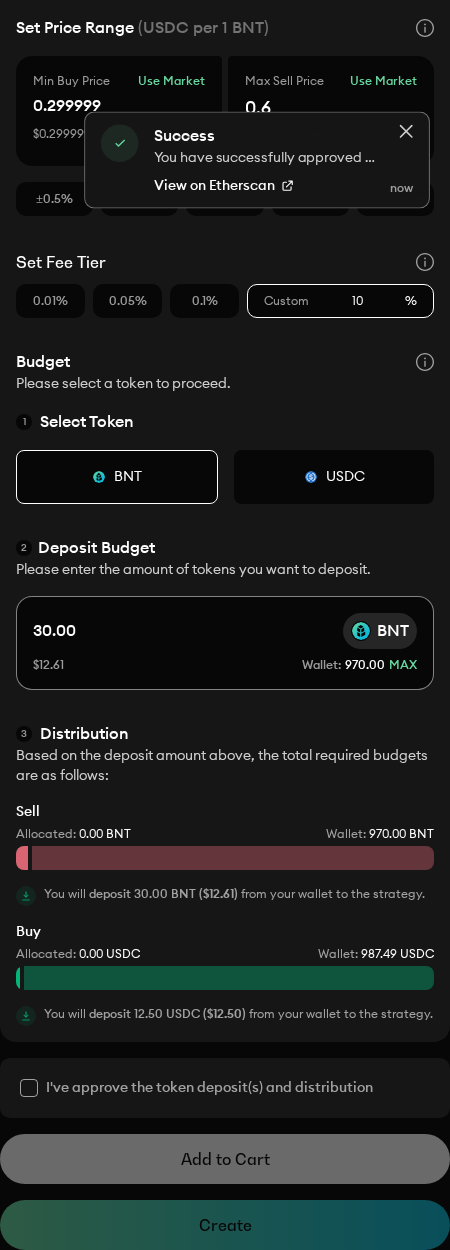 Set Price Range (USDC per 1 BNT)
Min Buy Price Use Market
Max Sell Price Use Market
0.299999
0.6
$0.29999
Success
You have successfully approved ...
View on Etherscan
now
±0.5%
Set Fee Tier
0.01% 0.05% 0.1% Custom 10 %
Budget
Please select a token to proceed.
1 Select Token
BNT USDC
2 Deposit Budget
Please enter the amount of tokens you want to deposit.
30.00 BNT
$12.61 Wallet: 970.00 MAX
3 Distribution
Based on the deposit amount above, the total required budgets
are as follows:
Sell
Allocated: 0.00 BNT Wallet: 970.00 BNT
You will deposit 30.00 BNT ($12.61) from your wallet to the strategy.
Buy
Allocated: 0.00 USDC Wallet: 987.49 USDC
You will deposit 12.50 USDC ($12.50) from your wallet to the strategy.
I've approve the token deposit(s) and distribution
Add to Cart
Create